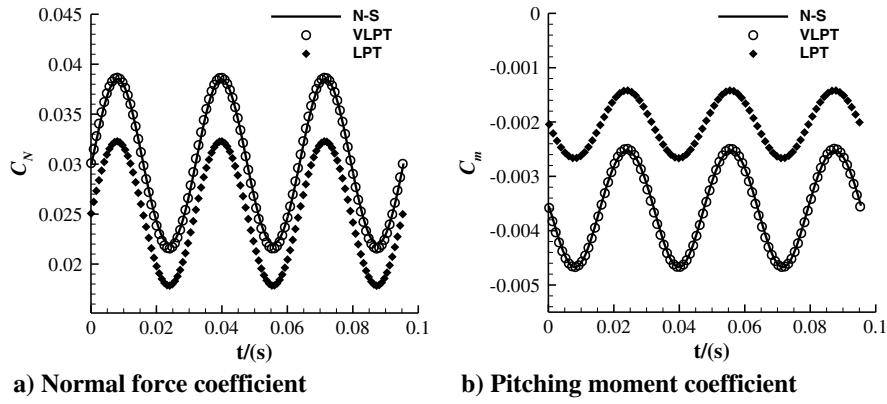 0.045
0.04
0.035
0.03
0.025
0.02
C_N
N-S
VLPT
LPT
0
0.02
0.04
0.06
0.08
0.1
t/(s)
a) Normal force coefficient
0
-0.001
-0.002
-0.003
-0.004
-0.005
C_m
N-S
VLPT
LPT
0
0.02
0.04
0.06
0.08
0.1
t/(s)
b) Pitching moment coefficient